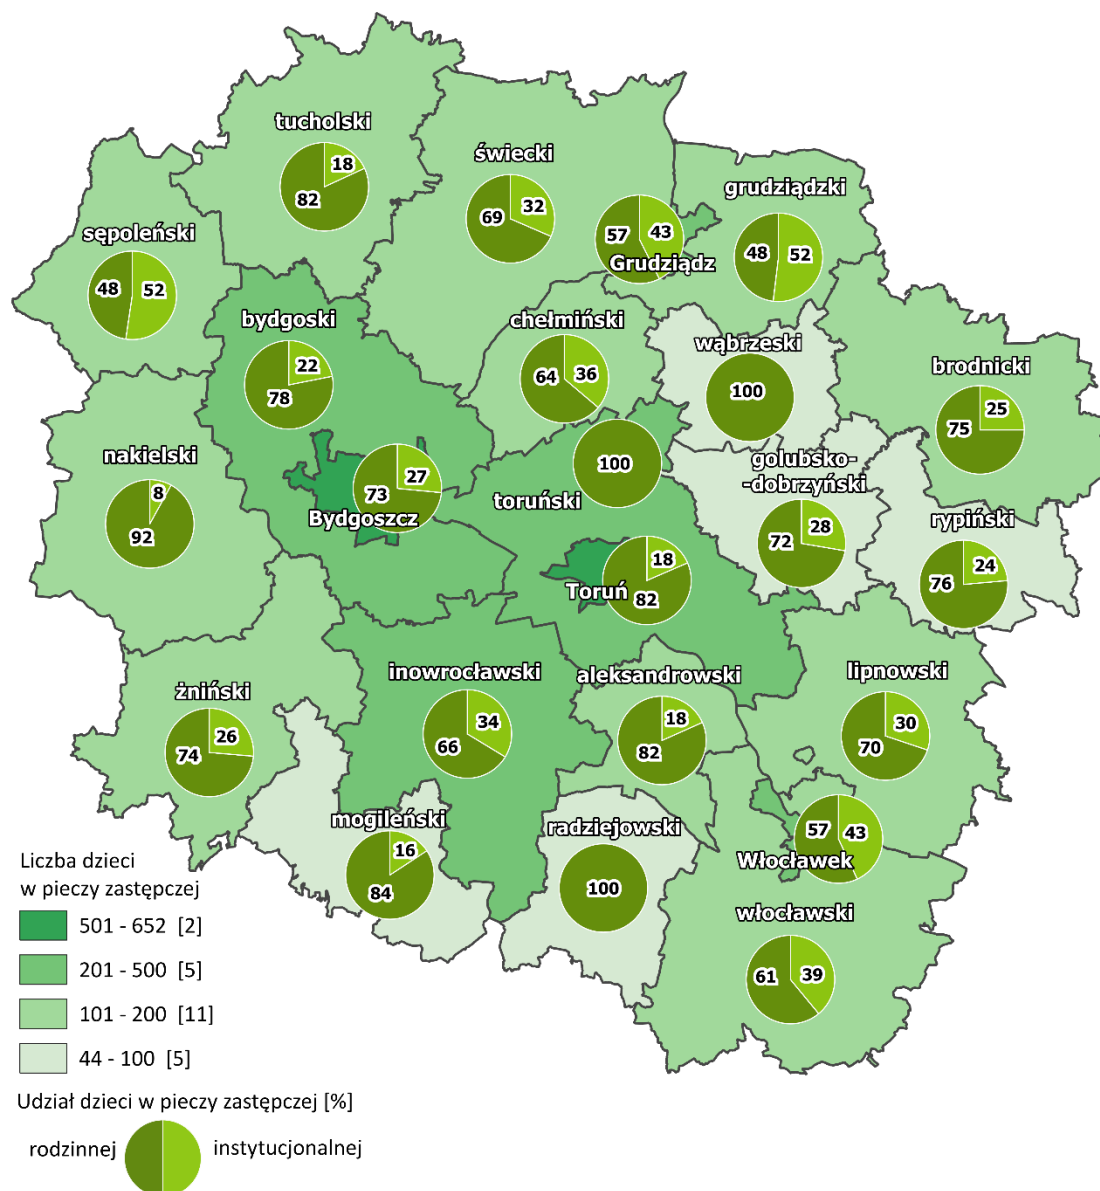 tucholski
18
82
świecki
69
32
grudziądzki
48
52
57
43
Grudziądz
sępoleński
48
52
bydgoski
22
78
chełmiński
64
36
wąbrzeski
100
brodnicki
25
75
nakielski
8
92
27
73
Bydgoszcz
toruński
100
golubsko-
-dobrzyński
28
72
rypiński
24
76
18
Toruń
82
żniński
26
74
inowrocławski
34
66
aleksandrowski
18
82
lipnowski
30
70
mogileński
16
84
radziejowski
100
57
43
Włocławek
włocławski
61
39
Liczba dzieci
w pieczy zastępczej
501 - 652 [2]
201 - 500 [5]
101 - 200 [11]
44 - 100 [5]
Udział dzieci w pieczy zastępczej [%]
rodzinnej
instytucjonalnej